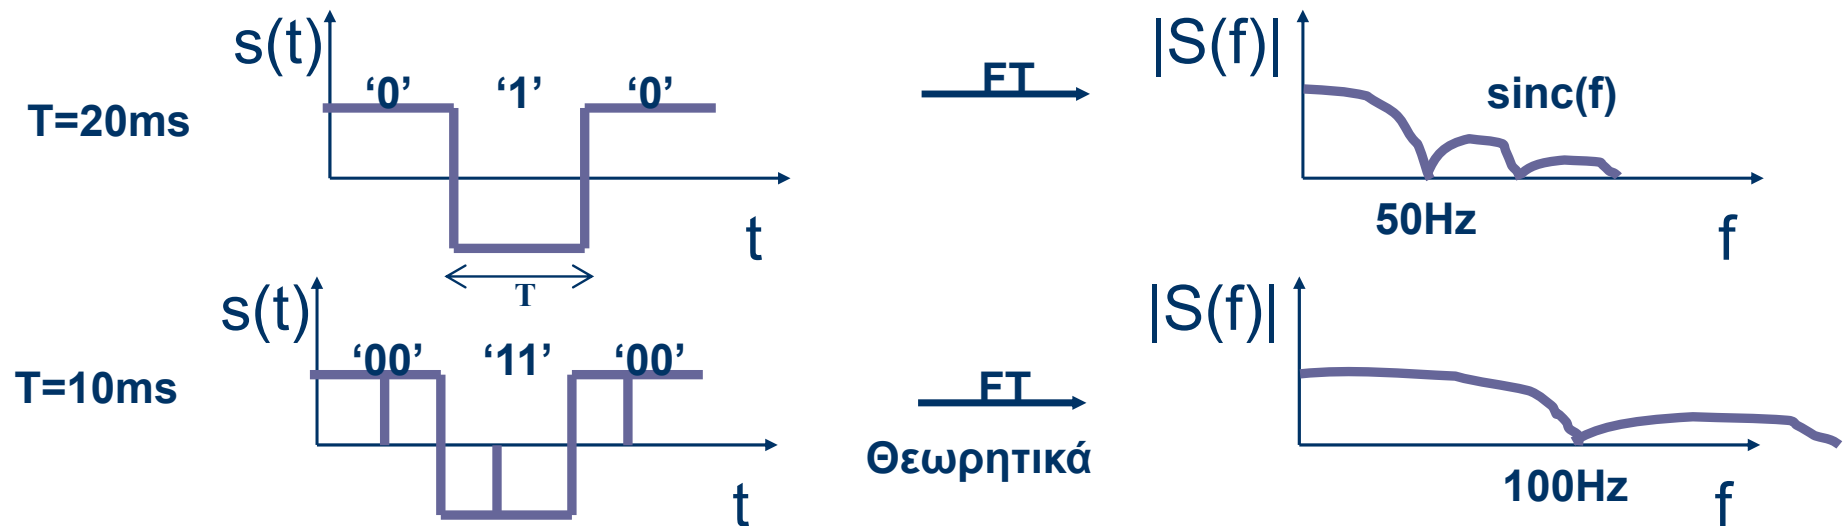 s(t)
|S(f)|
‘0’ ‘1’ ‘0’
FT
sinc(f)
T=20ms
50Hz
t
f
T
s(t)
|S(f)|
‘00’ ‘11’ ‘00’
T=10ms
FT
Θεωρητικά
100Hz
t
f